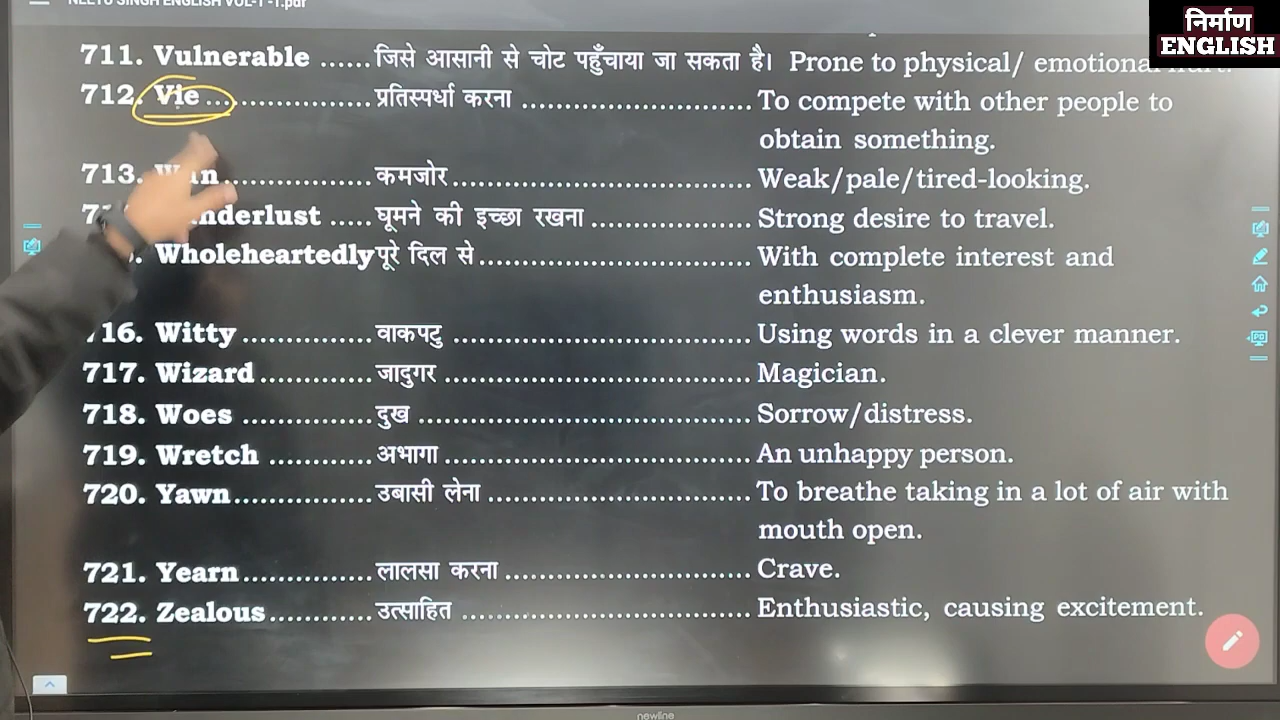 NEETU SINGH ENGLISH VOL-1 -1.pdf
निर्माण
ENGLISH
711. Vulnerable ...... जिसे आसानी से चोट पहुँचाया जा सकता है। Prone to physical/ emotional hurt.
712. Vie .................... प्रतिस्पर्धा करना ............................ To compete with other people to
obtain something.
713. Wan ................. कमजोर .................................... Weak/pale/tired-looking.
nderlust ..... घूमने की इच्छा रखना ................... Strong desire to travel.
Wholeheartedly पूरे दिल से ................................. With complete interest and
enthusiasm.
716. Witty ............... वाकपटु .................................... Using words in a clever manner.
717. Wizard ............. जादुगर ..................................... Magician.
718. Woes ............... दुख ........................................ Sorrow/distress.
719. Wretch ............ अभागा ..................................... An unhappy person.
720. Yawn ................ उबासी लेना ................................ To breathe taking in a lot of air with
mouth open.
721. Yearn ............... लालसा करना .............................. Crave.
722. Zealous ............ उत्साहित ................................... Enthusiastic, causing excitement.
newline